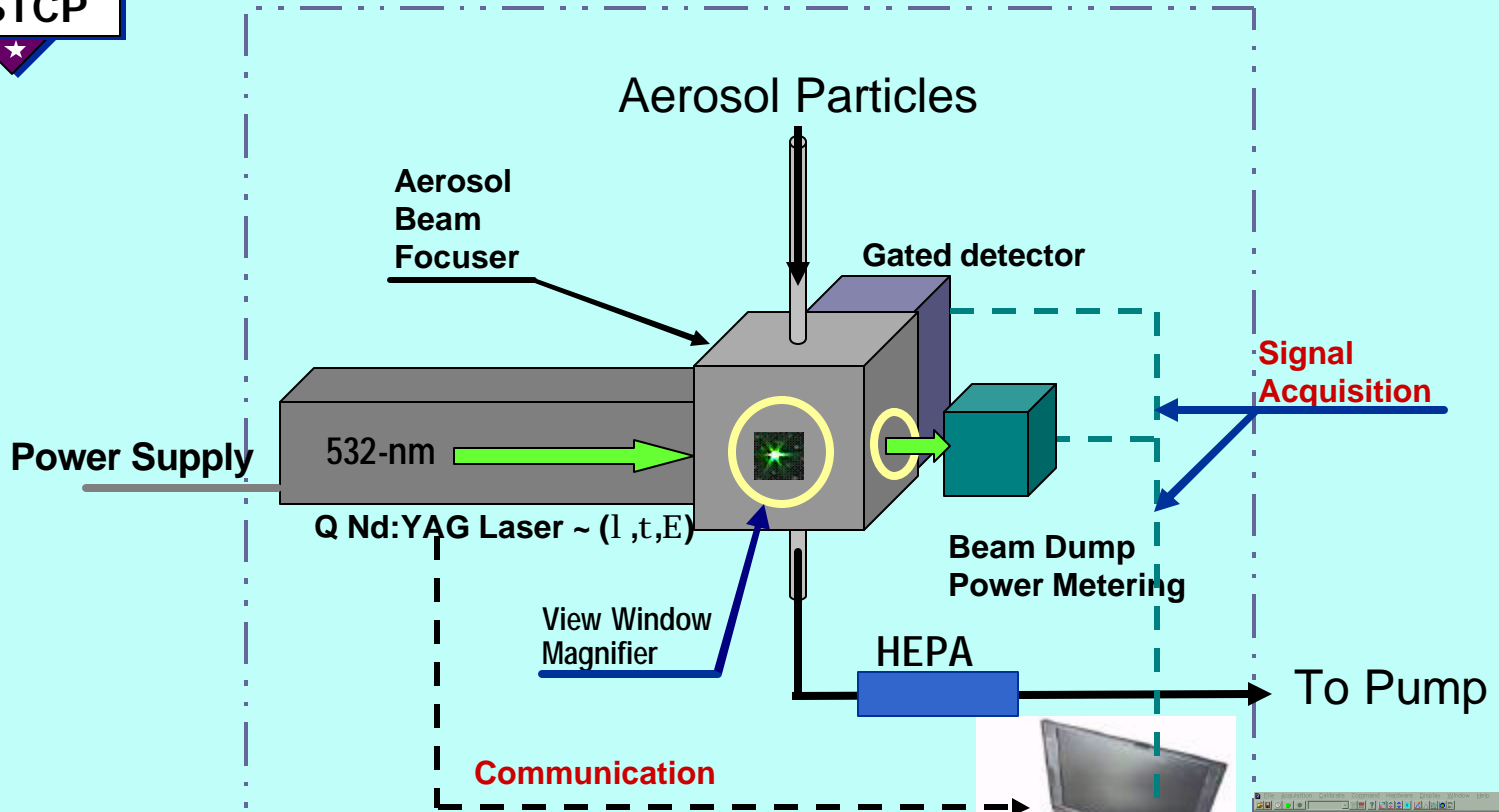 STCP
Aerosol Particles
Aerosol
Beam
Focuser
Gated detector
Signal
Acquisition
Power Supply
532-nm
Q Nd:YAG Laser ~ (l ,t,E)
Beam Dump
Power Metering
View Window
Magnifier
HEPA
To Pump
Communication